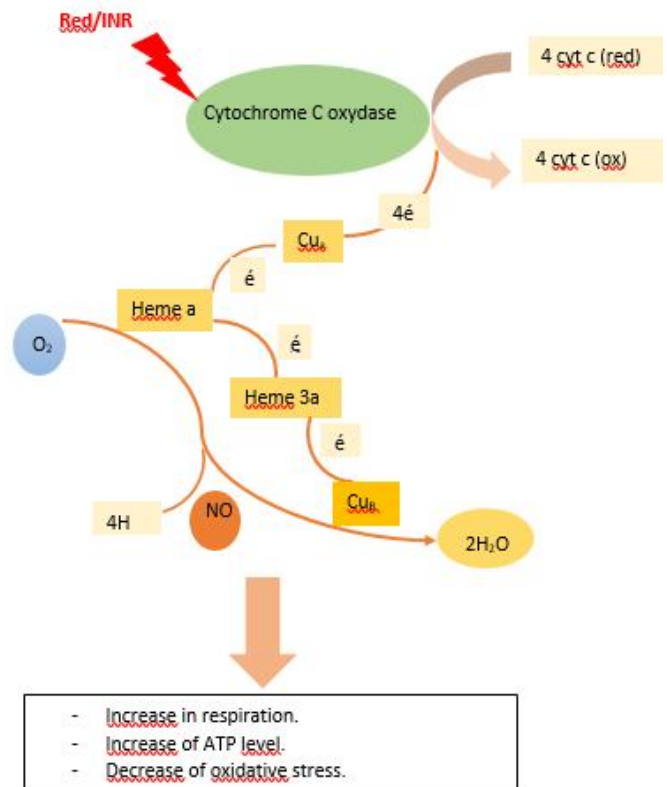 Red/INR
4 cyt c (red)
Cytochrome C oxydase
4 cyt c (ox)
4é
CuA
é
Heme a
é
O₂
Heme 3a
é
CuB
NO
4H
2H₂O
- Increase in respiration.
- Increase of ATP level.
- Decrease of oxidative stress.